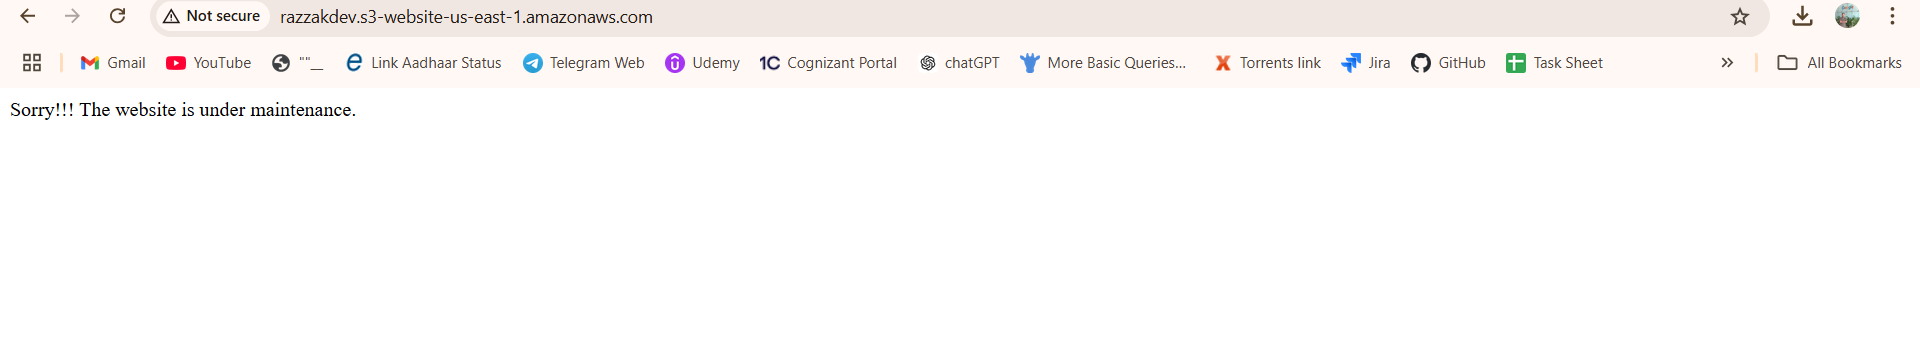 Not secure razzakdev.s3-website-us-east-1.amazonaws.com
Gmail YouTube ""__ Link Aadhaar Status Telegram Web Udemy 1C Cognizant Portal chatGPT More Basic Queries... Torrents link Jira GitHub Task Sheet » All Bookmarks
Sorry!!! The website is under maintenance.